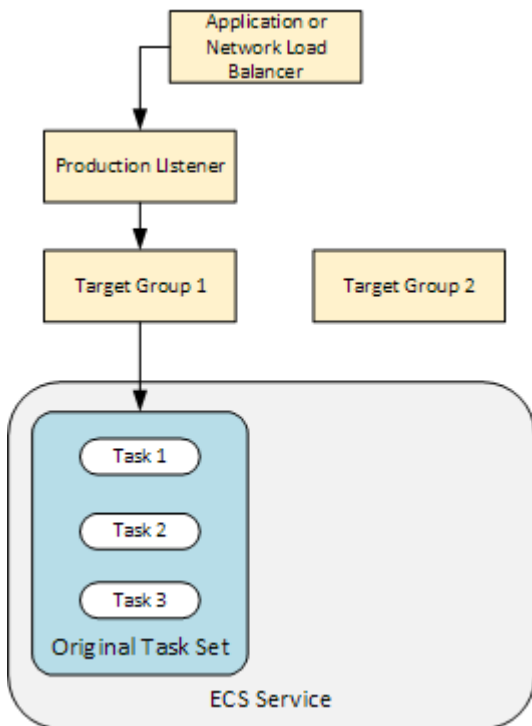 Application or
Network Load
Balancer
Production LIstener
Target Group 1
Target Group 2
Task 1
Task 2
Task 3
Original Task Set
ECS Service